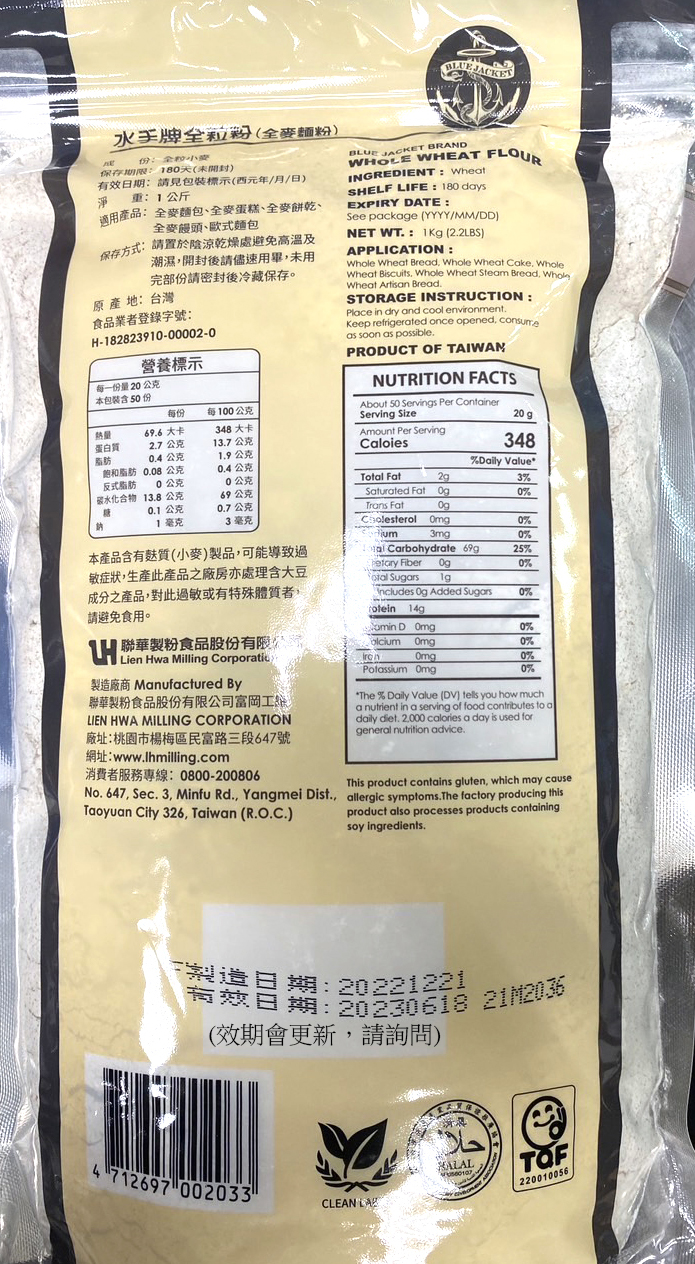 BLUE JACKET
水手牌全粒粉(全麥麵粉)
成 份：全粒小麥
保存期限：180天(未開封)
有效日期：請見包裝標示(西元年/月/日)
淨 重：1公斤
適用產品：全麥麵包、全麥蛋糕、全麥餅乾、
全麥饅頭、歐式麵包
保存方式：請置於陰涼乾燥處避免高溫及
潮濕，開封後請儘速用畢，未用
完部份請密封後冷藏保存。
原 產 地：台灣
食品業者登錄字號：
H-182823910-00002-0
營養標示
每一份量 20 公克
本包裝含 50 份
每份 每100公克
熱量 69.6 大卡 348 大卡
蛋白質 2.7 公克 13.7 公克
脂肪 0.4 公克 1.9 公克
飽和脂肪 0.08 公克 0.4 公克
反式脂肪 0 公克 0 公克
碳水化合物 13.8 公克 69 公克
糖 0.1 公克 0.7 公克
鈉 1 毫克 3 毫克
本產品含有麩質(小麥)製品，可能導致過
敏症狀，生產此產品之廠房亦處理含大豆
成分之產品，對此過敏或有特殊體質者，
請避免食用。
聯華製粉食品股份有限
Lien Hwa Milling
製造廠商 Manufactured By
聯華製粉食品股份有限公司富岡工
LIEN HWA MILLING CORPORATION
廠址：桃園市楊梅區民富路三段647號
網址：www.lhmilling.com
消費者服務專線：0800-200806
No. 647, Sec. 3, Minfu Rd., Yangmei Dist.,
Taoyuan City 326, Taiwan (R.O.C.)
BLUE JACKET BRAND
WHOLE WHEAT FLOUR
INGREDIENT : Wheat
SHELF LIFE : 180 days
EXPIRY DATE :
See package (YYYY/MM/DD)
NET WT. : 1Kg (2.2LBS)
APPLICATION :
Whole Wheat Bread, Whole Wheat Cake, Whole
Wheat Biscuits, Whole Wheat Steam Bread, Whole
Wheat Artisan Bread.
STORAGE INSTRUCTION :
Place in dry and cool environment.
Keep refrigerated once opened, consume
as soon as possible.
PRODUCT OF TAIWAN
NUTRITION FACTS
About 50 Servings Per Container
Serving Size 20 g
Amount Per Serving
Caloies 348
%Daily Value*
Total Fat 2g 3%
Saturated Fat 0g 0%
Trans Fat 0g
Cholesterol 0mg 0%
3mg 0%
Carbohydrate 69g 25%
Fiber 0g 0%
Sugars 1g
Includes 0g Added Sugars 0%
14g
D 0mg 0%
0mg 0%
Iron 0mg 0%
Potassium 0mg 0%
*The % Daily Value (DV) tells you how much
a nutrient in a serving of food contributes to a
daily diet. 2,000 calories a day is used for
general nutrition advice.
This product contains gluten, which may cause
allergic symptoms.The factory producing this
product also processes products containing
soy ingredients.
製造日期：20221221
有效日期：20230618 21M2036
(效期會更新，請詢問)
4 712697 002033
CLEAN
حلال
HALAL
TQF
220010056